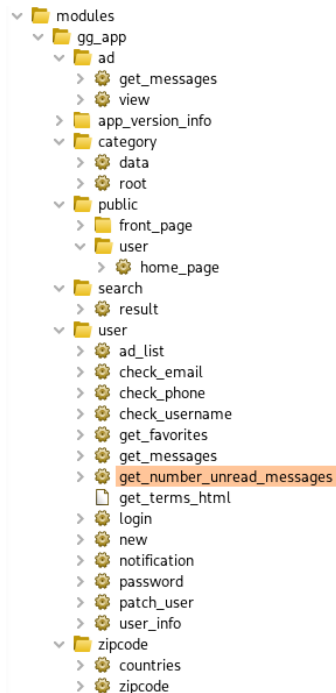 modules
gg_app
ad
get_messages
view
app_version_info
category
data
root
public
front_page
user
home_page
search
result
user
ad_list
check_email
check_phone
check_username
get_favorites
get_messages
get_number_unread_messages
get_terms_html
login
new
notification
password
patch_user
user_info
zipcode
countries
zipcode